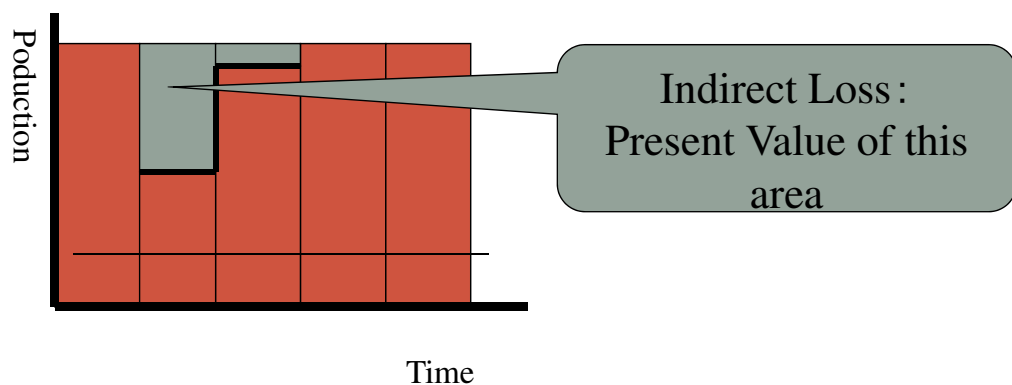 Poduction
Indirect Loss:
Present Value of this
area
Time